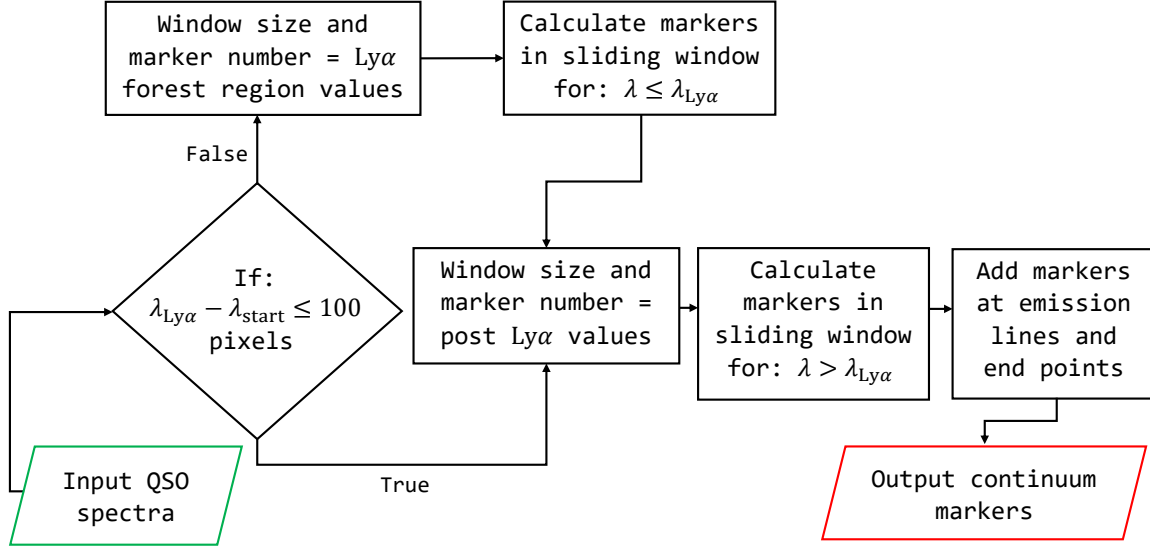 Window size and
marker number = Lyα
forest region values
Calculate markers
in sliding window
for: λ ≤ λLyα
False
If:
λLyα − λstart ≤ 100
pixels
Window size and
marker number =
post Lyα values
Calculate
markers in
sliding window
for: λ > λLyα
Add markers
at emission
lines and
end points
Input QSO
spectra
True
Output continuum
markers